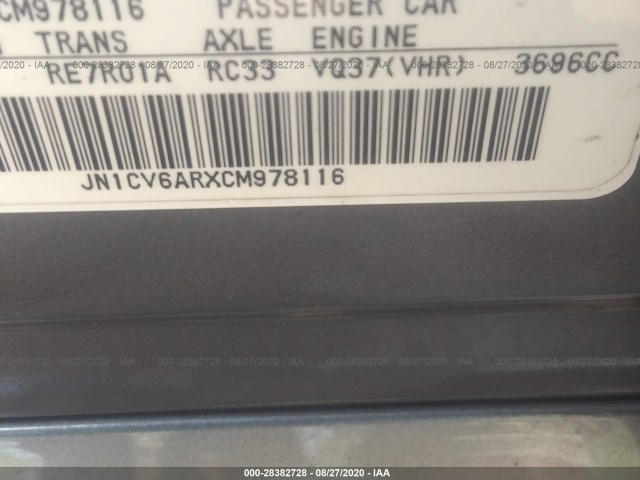 CM978116 PASSENGER CAR
TRANS AXLE ENGINE
RE7R01A RC33 VQ37(VHR) 3696CC
JN1CV6ARXCM978116
000-28382728 - 08/27/2020 - IAA